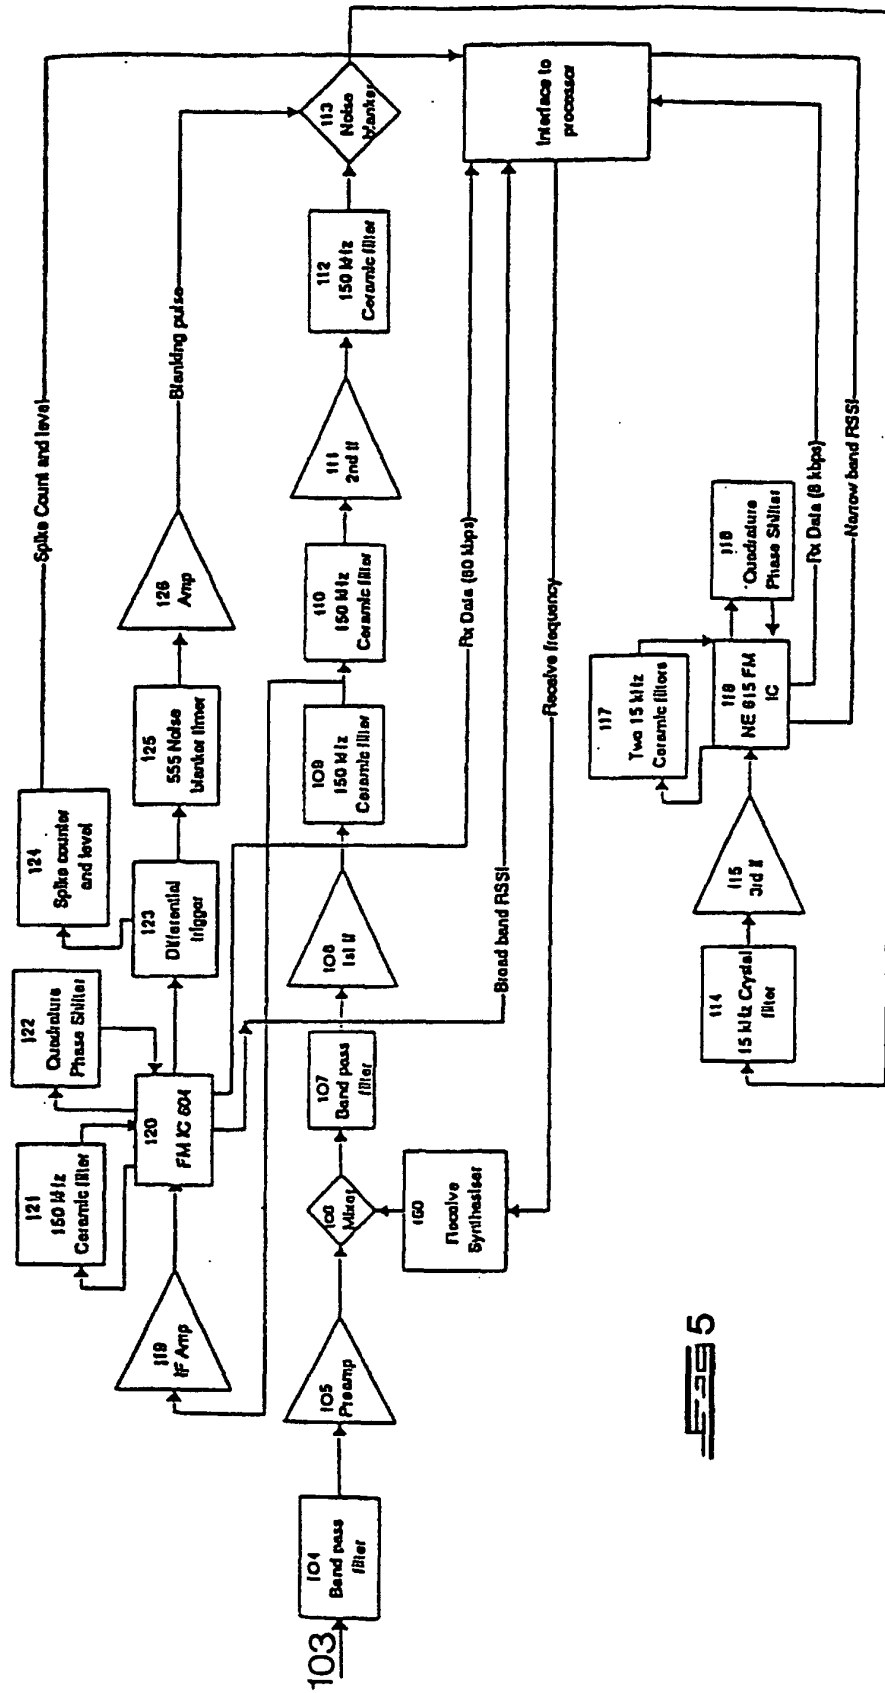 103
104
Band pass
filter
105
Preamp
106
Mixer
160
Receive
Synthesiser
107
Band pass
filter
108
1st If
109
150 kHz
Ceramic filter
110
150 kHz
Ceramic filter
111
2nd If
112
150 kHz
Ceramic filter
113
Noise
blanker
119
IF Amp
120
FM IC 604
121
150 kHz
Ceramic filter
122
Quadrature
Phase Shifter
123
Differential
trigger
124
Spike counter
and level
125
555 Noise
blanker timer
126
Amp
Blanking pulse
Spike Count and level
Rx Data (80 kbps)
Broad band RSSI
Receive frequency
Interface to
processor
114
15 kHz Crystal
filter
115
3rd If
116
NE 615 FM
IC
117
Two 15 kHz
Ceramic filters
118
Quadrature
Phase Shifter
Rx Data (8 kbps)
Narrow band RSSI
5